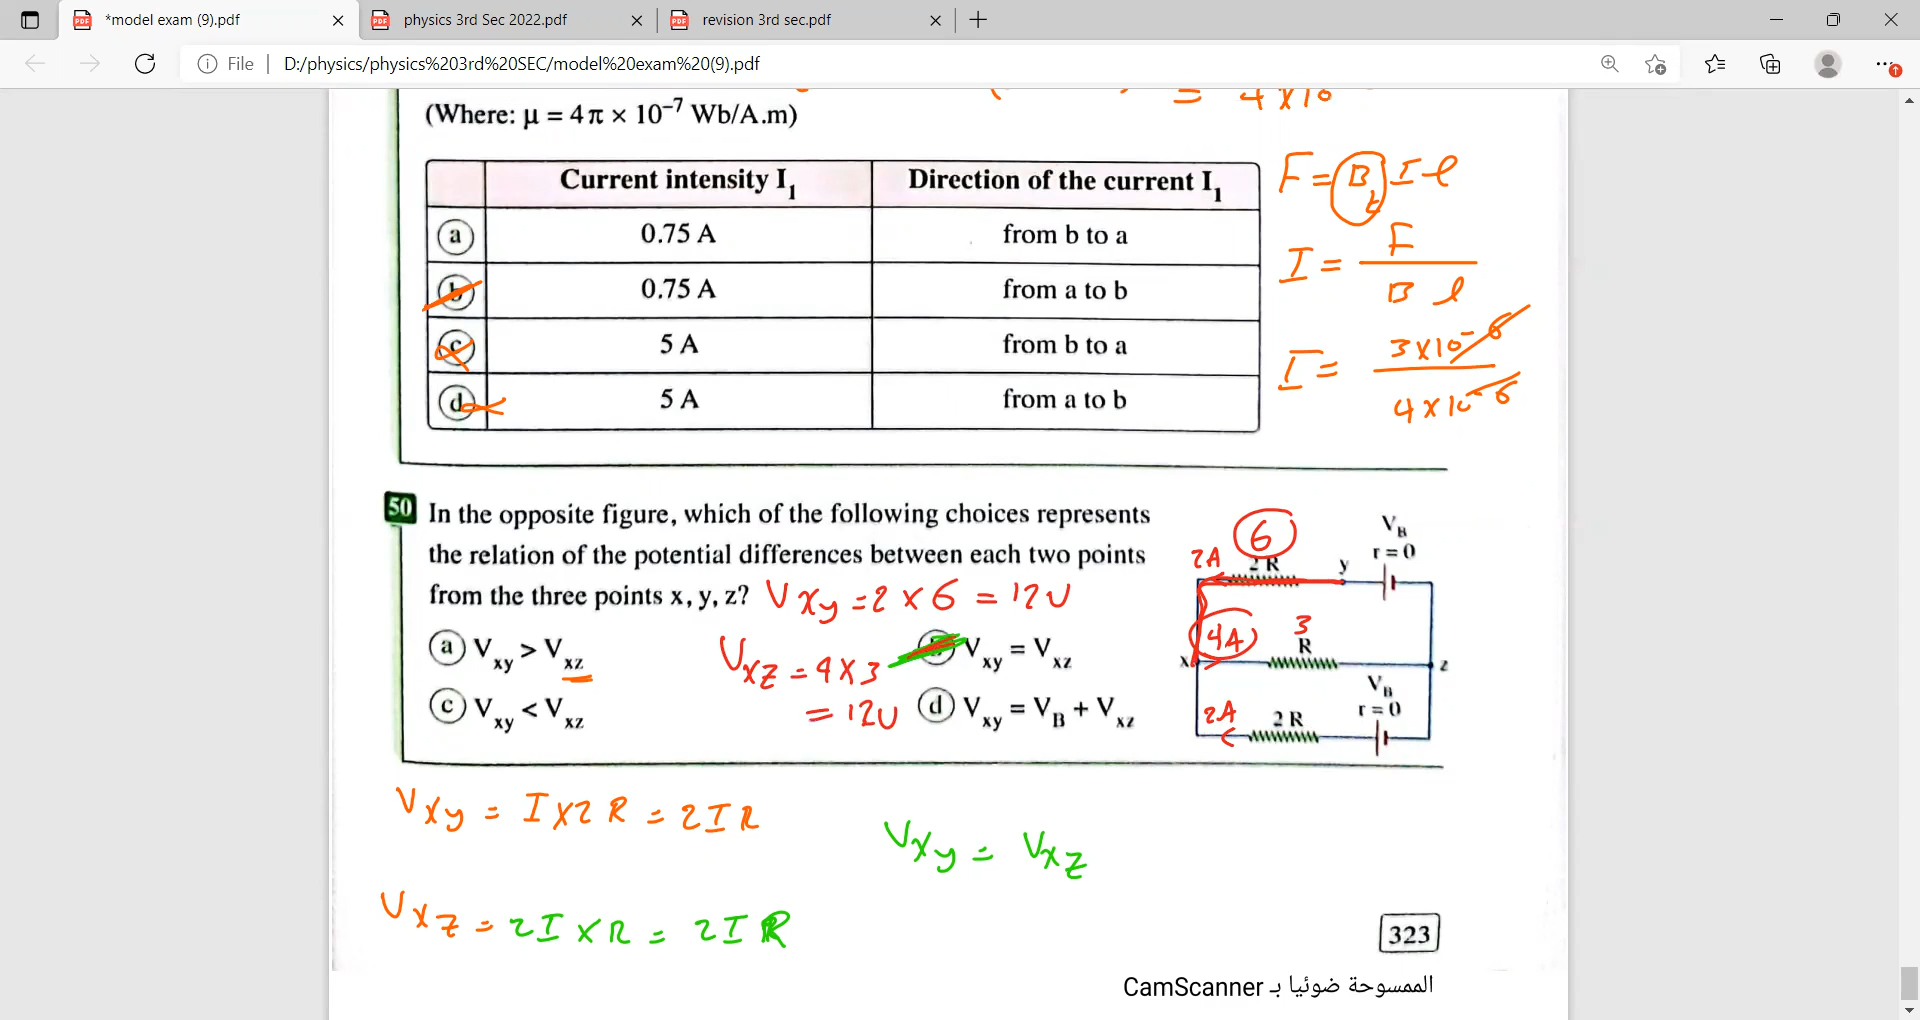 *model exam (9).pdf
physics 3rd Sec 2022.pdf
revision 3rd sec.pdf
File
D:/physics/physics%203rd%20SEC/model%20exam%20(9).pdf
(Where: μ = 4π × 10⁻⁷ Wb/A.m)
= 4 × 10
Current intensity I₁
Direction of the current I₁
a 0.75 A from b to a
b 0.75 A from a to b
c 5 A from b to a
d 5 A from a to b
F = Bt I l
I = F / B l
I = 3×10⁻⁶ / 4×10⁻⁶
50 In the opposite figure, which of the following choices represents
the relation of the potential differences between each two points
from the three points x, y, z?
Vxy = 2 × 6 = 12V
a Vxy > Vxz
Vxz = 4×3
= 12V
Vxy = Vxz
c Vxy < Vxz
d Vxy = VB + Vxz
6
2A
2 R
y
VB
r = 0
4A
3
R
x
z
VB
r = 0
2A
2 R
Vxy = I×2R = 2IR
Vxy = Vxz
Vxz = 2I×R = 2IR
323
الممسوحة ضوئيا بـ CamScanner